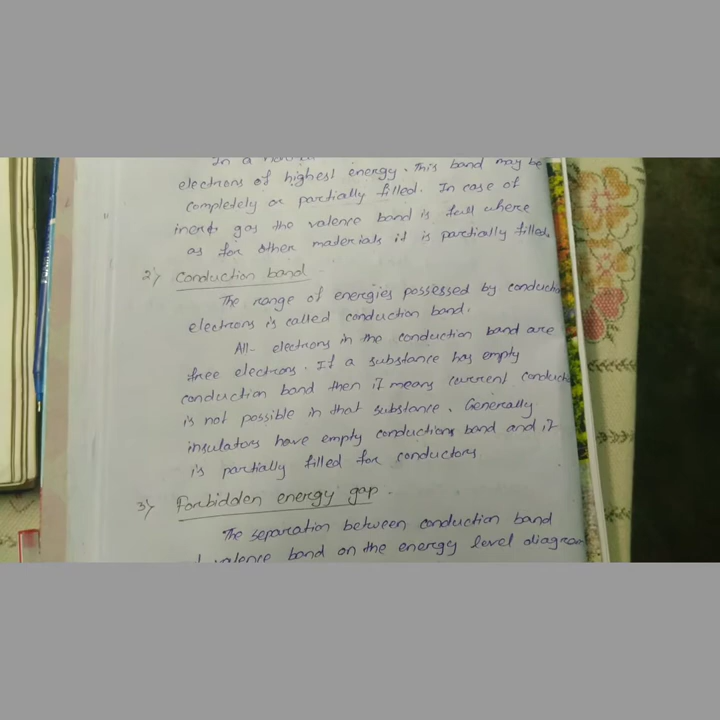 In a
electrons of highest energy. This band may be
completely or partially filled. In case of
inert gas the valence band is full where
as for other materials it is partially filled.
2) Conduction band
The range of energies possessed by conductio
electrons is called conduction band.
All electrons in the conduction band are
free electrons. If a substance has empty
conduction band then it means current conducti
is not possible in that substance. Generally
insulators have empty conductions band and it
is partially filled for conductors
3) Forbidden energy gap.
The separation between conduction band
valence band on the energy level diagram